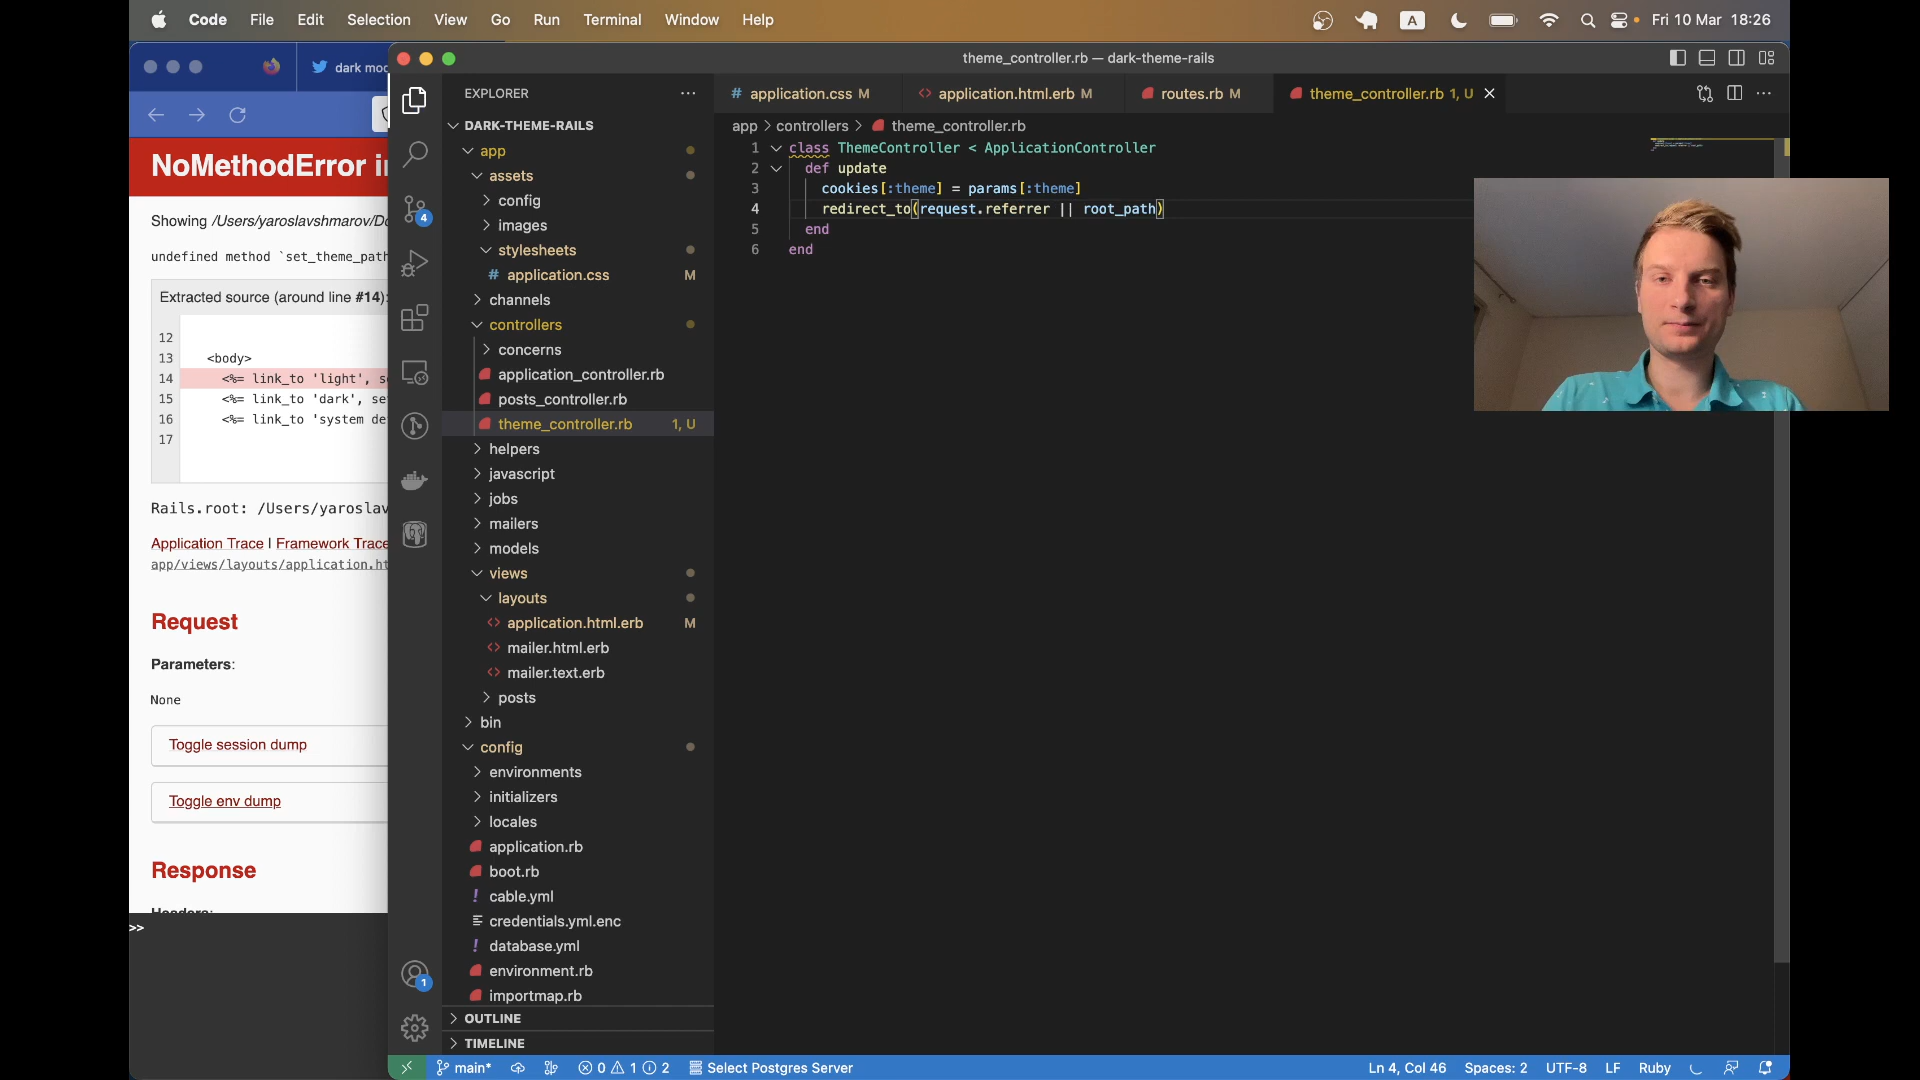 Code File Edit Selection View Go Run Terminal Window Help
A
Fri 10 Mar 18:26
dark mod
theme_controller.rb — dark-theme-rails
NoMethodError in
Showing /Users/yaroslavshmarov/Do
undefined method `set_theme_path
Extracted source (around line #14):
12
13 <body>
14 <%= link_to 'light', se
15 <%= link_to 'dark', set
16 <%= link_to 'system de
17
Rails.root: /Users/yaroslav
Application Trace | Framework Trace
app/views/layouts/application.ht
Request
Parameters:
None
Toggle session dump
Toggle env dump
Response
Headers:
>>
4
1
EXPLORER
DARK-THEME-RAILS
app
assets
config
images
stylesheets
# application.css M
channels
controllers
concerns
application_controller.rb
posts_controller.rb
theme_controller.rb 1, U
helpers
javascript
jobs
mailers
models
views
layouts
application.html.erb M
mailer.html.erb
mailer.text.erb
posts
bin
config
environments
initializers
locales
application.rb
boot.rb
! cable.yml
credentials.yml.enc
! database.yml
environment.rb
importmap.rb
OUTLINE
TIMELINE
# application.css M
application.html.erb M
routes.rb M
theme_controller.rb 1, U
app > controllers > theme_controller.rb
1 class ThemeController < ApplicationController
2 def update
3 cookies[:theme] = params[:theme]
4 redirect_to(request.referrer || root_path)
5 end
6 end
main* 0 1 2 Select Postgres Server
Ln 4, Col 46 Spaces: 2 UTF-8 LF Ruby